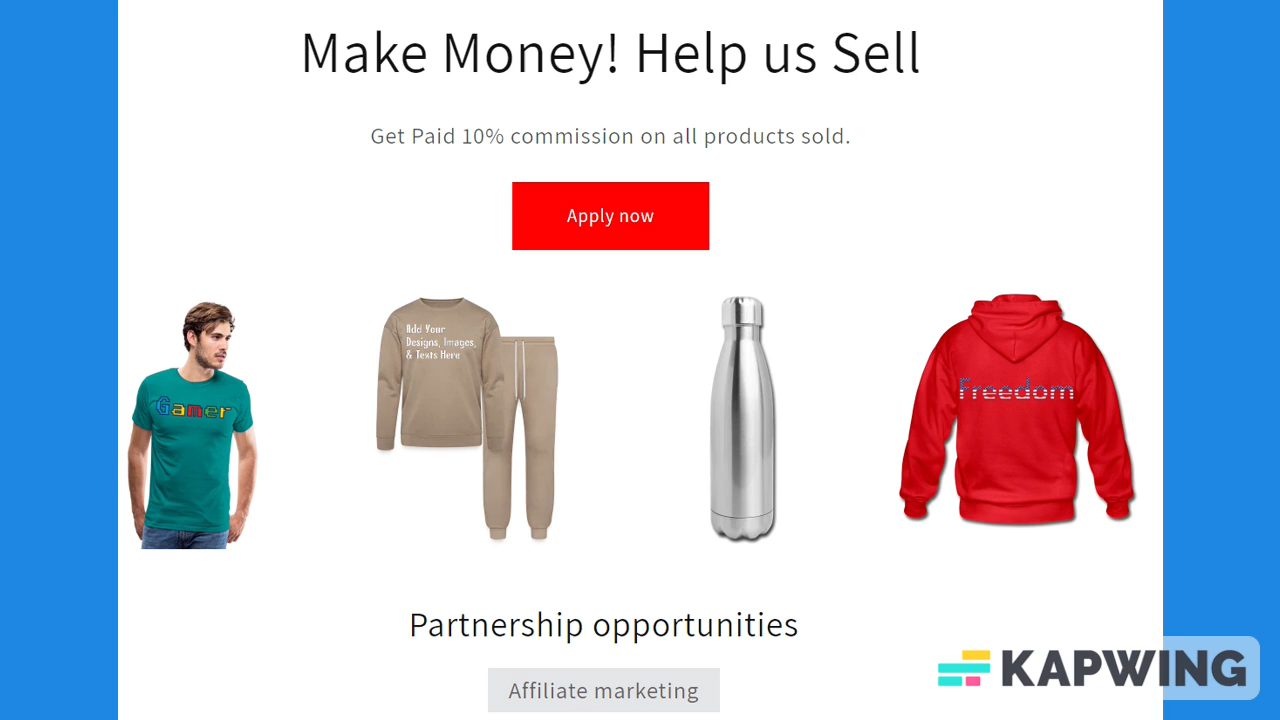 Make Money! Help us Sell
Get Paid 10% commission on all products sold.
Apply now
Gamer
Add Your
Designs, Images,
& Texts Here
Freedom
Partnership opportunities
Affiliate marketing
KAPWING